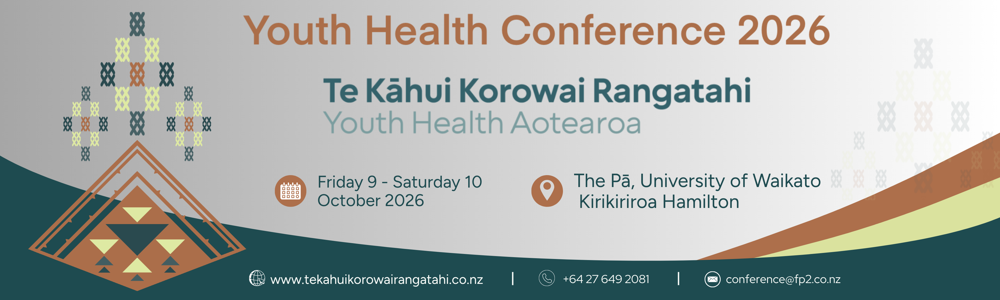 Youth Health Conference 2026
Te Kāhui Korowai Rangatahi
Youth Health Aotearoa
Friday 9 - Saturday 10
October 2026
The Pā, University of Waikato
Kirikiriroa Hamilton
www.tekahuikorowairangatahi.co.nz | +64 27 649 2081 | conference@fp2.co.nz